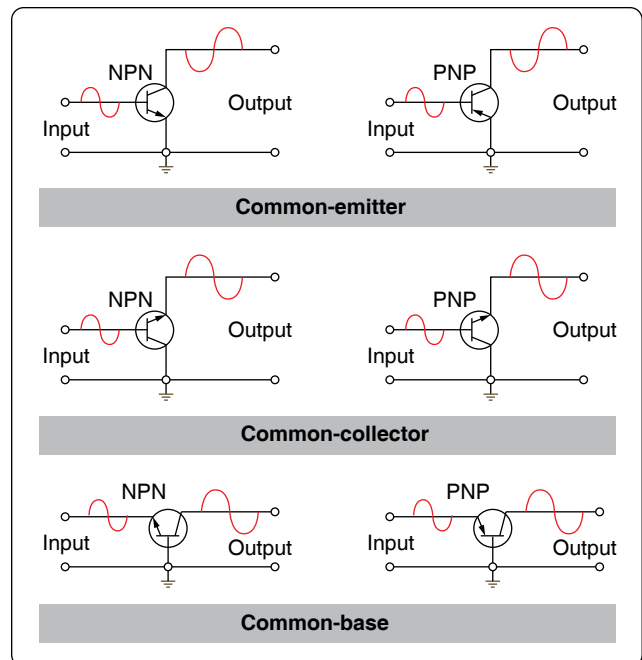 NPN
PNP
Input
Output
Input
Output
Common-emitter
NPN
PNP
Input
Output
Input
Output
Common-collector
NPN
PNP
Input
Output
Input
Output
Common-base